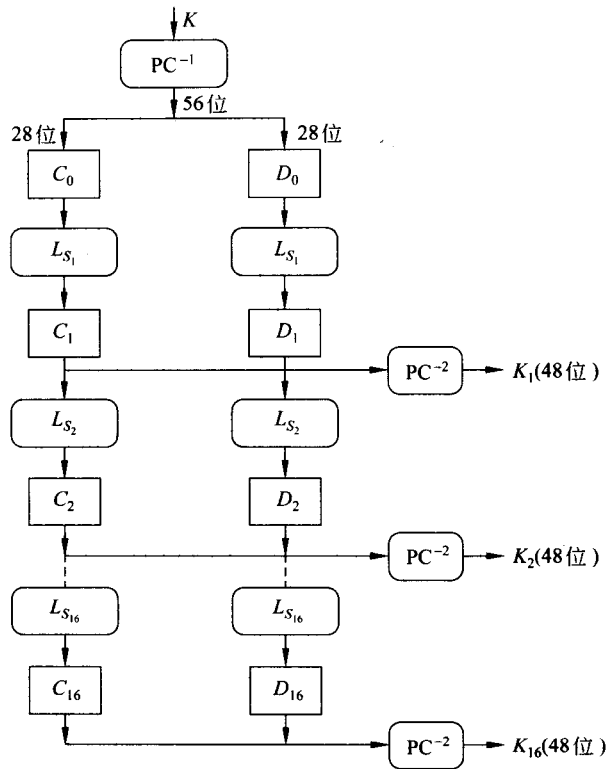 K
PC⁻¹
56位
28位 28位
C₀ D₀
L_{S₁} L_{S₁}
C₁ D₁
PC⁻² K₁(48位)
L_{S₂} L_{S₂}
C₂ D₂
PC⁻² K₂(48位)
L_{S₁₆} L_{S₁₆}
C₁₆ D₁₆
PC⁻² K₁₆(48位)